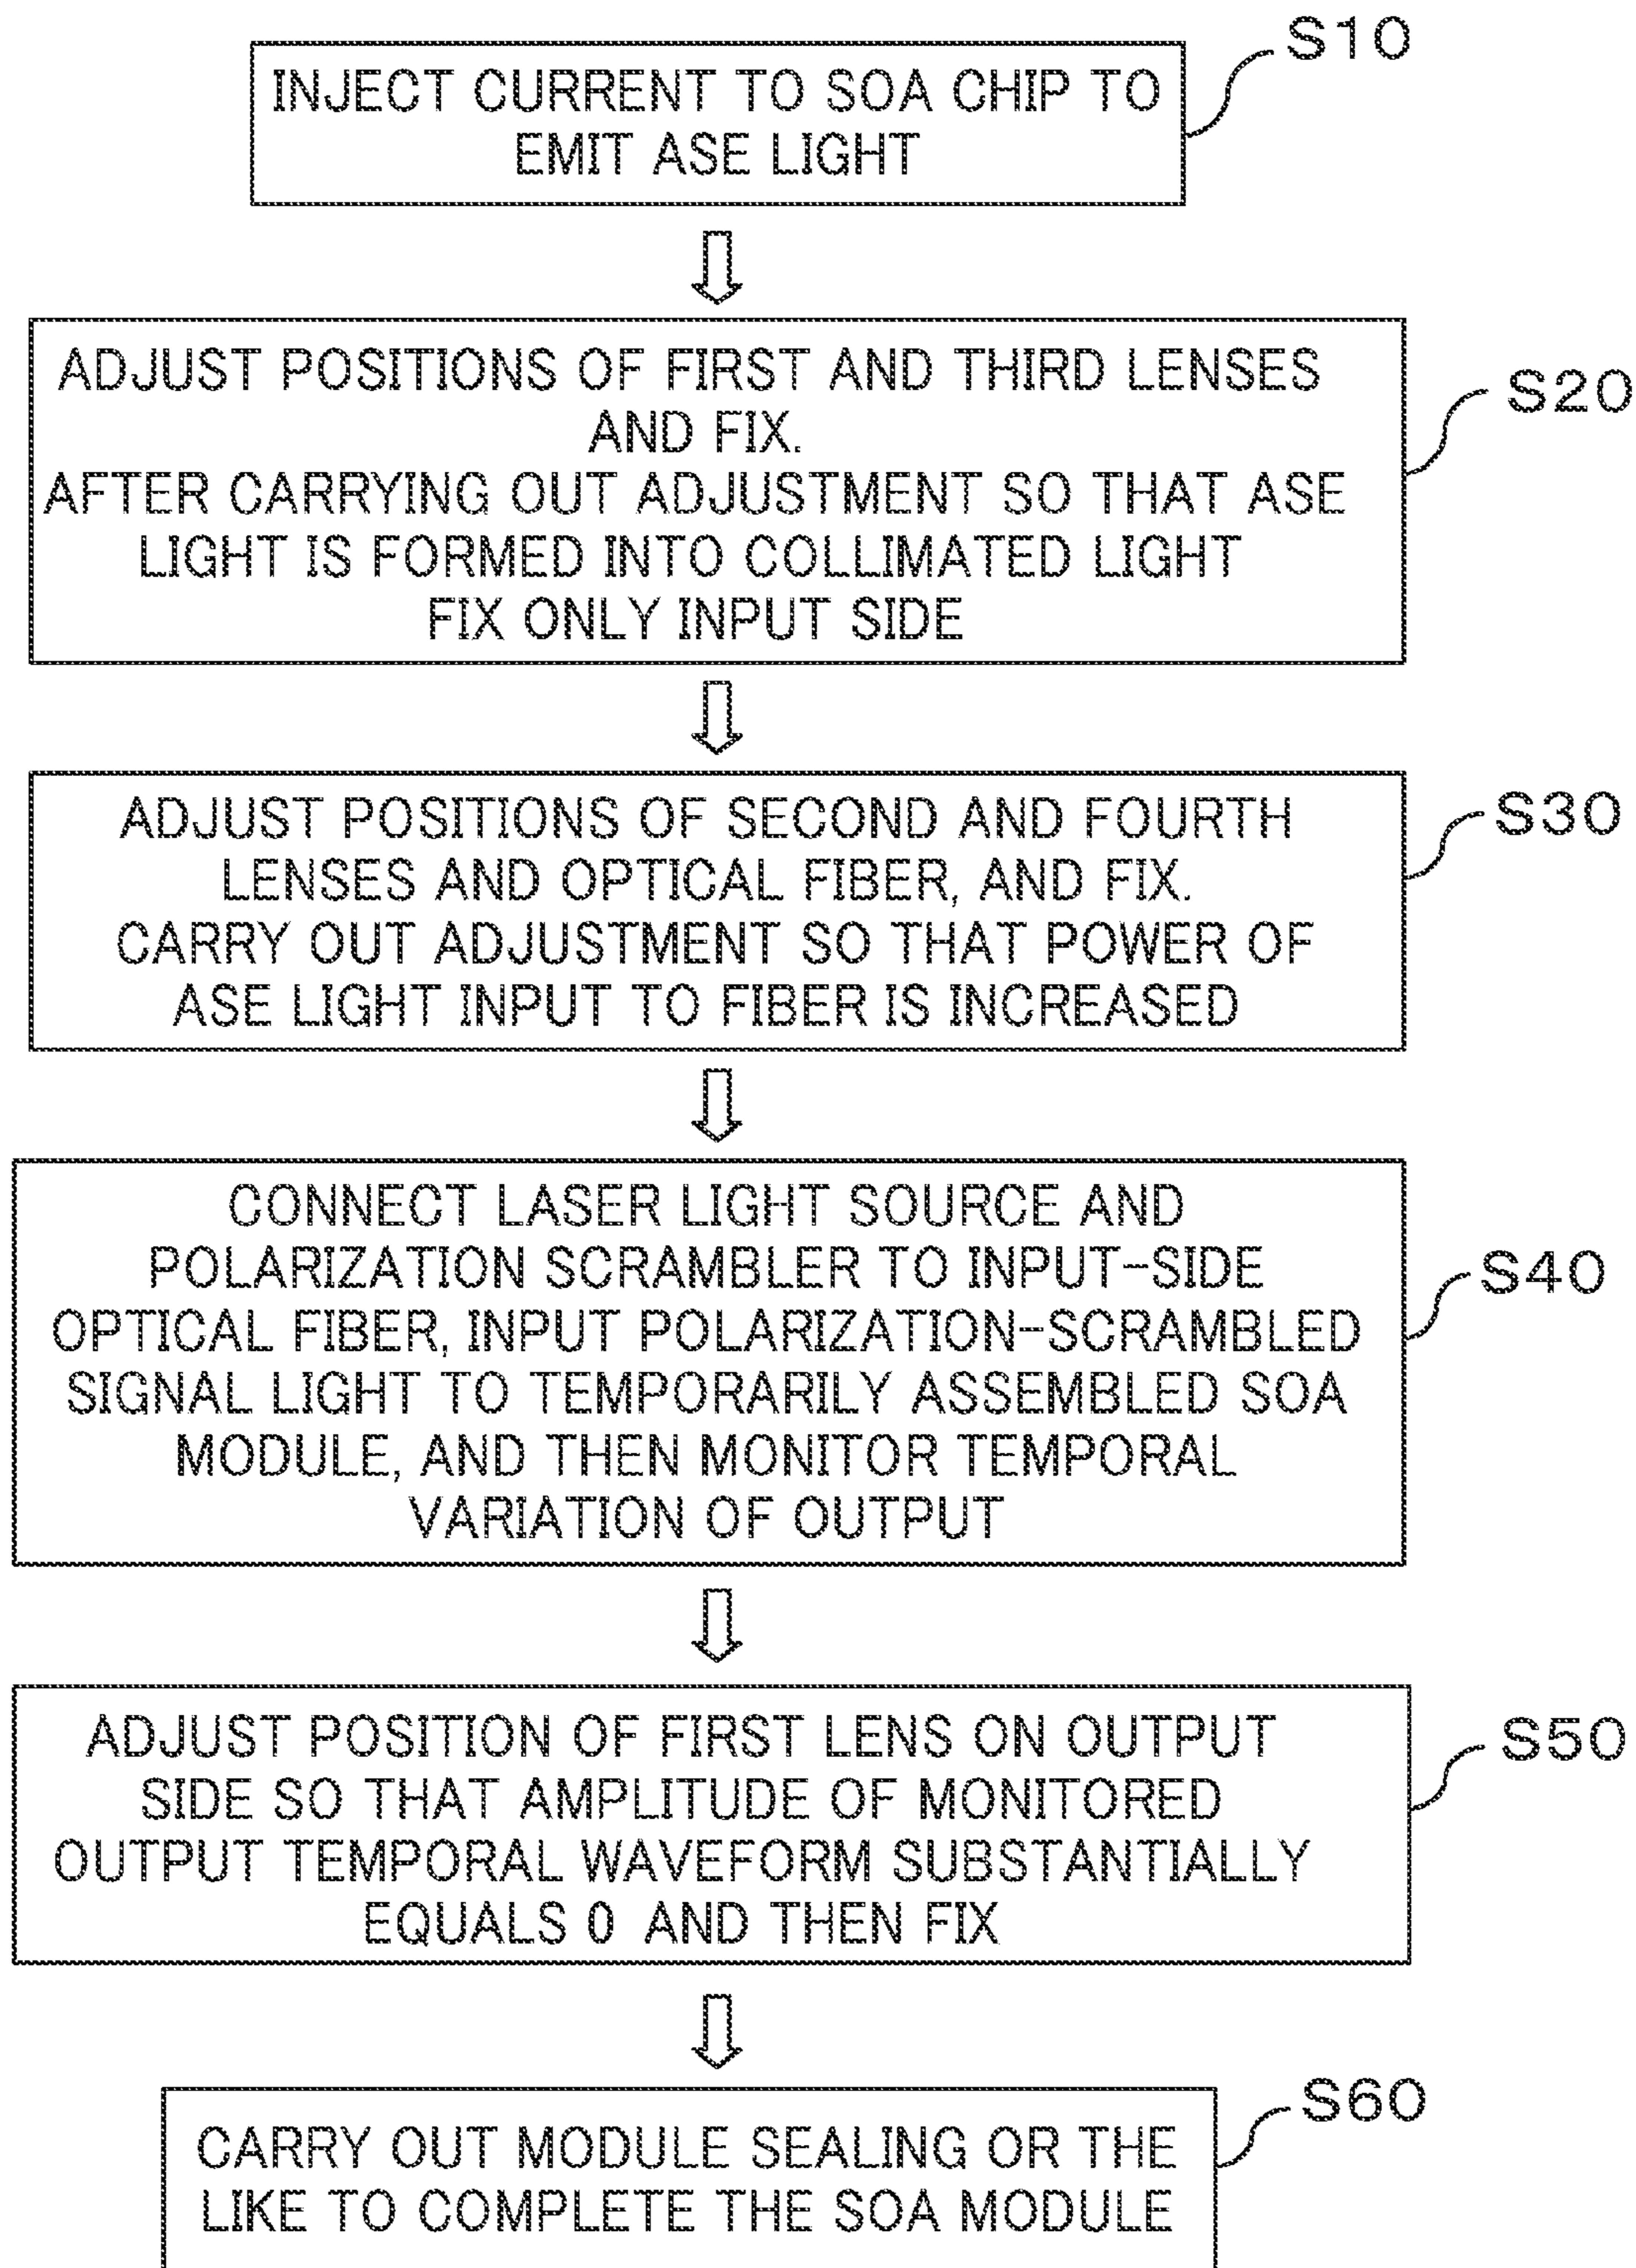 S10
INJECT CURRENT TO SOA CHIP TO
EMIT ASE LIGHT
ADJUST POSITIONS OF FIRST AND THIRD LENSES
AND FIX.
S20
AFTER CARRYING OUT ADJUSTMENT SO THAT ASE
LIGHT IS FORMED INTO COLLIMATED LIGHT
FIX ONLY INPUT SIDE
ADJUST POSITIONS OF SECOND AND FOURTH
S30
LENSES AND OPTICAL FIBER, AND FIX.
CARRY OUT ADJUSTMENT SO THAT POWER OF
ASE LIGHT INPUT TO FIBER IS INCREASED
CONNECT LASER LIGHT SOURCE AND
POLARIZATION SCRAMBLER TO INPUT-SIDE
S40
OPTICAL FIBER, INPUT POLARIZATION-SCRAMBLED
SIGNAL LIGHT TO TEMPORARILY ASSEMBLED SOA
MODULE, AND THEN MONITOR TEMPORAL
VARIATION OF OUTPUT
ADJUST POSITION OF FIRST LENS ON OUTPUT
S50
SIDE SO THAT AMPLITUDE OF MONITORED
OUTPUT TEMPORAL WAVEFORM SUBSTANTIALLY
EQUALS 0 AND THEN FIX
S60
CARRY OUT MODULE SEALING OR THE
LIKE TO COMPLETE THE SOA MODULE